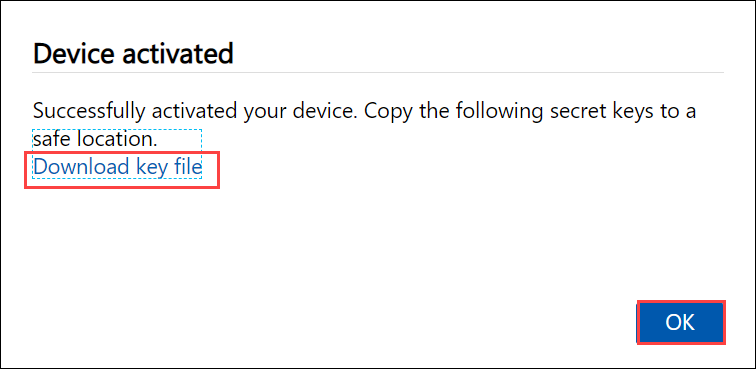 Device activated
Successfully activated your device. Copy the following secret keys to a
safe location.
Download key file
OK